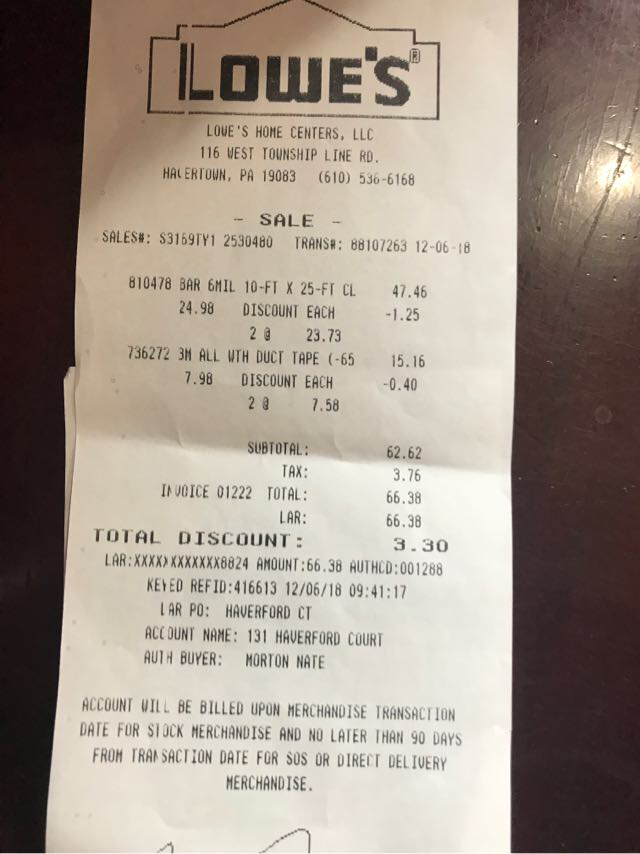 LOWE'S®
LOWE'S HOME CENTERS, LLC
116 WEST TOWNSHIP LINE RD.
HAVERTOWN, PA 19083 (610) 536-6168
- SALE -
SALES#: S3169TY1 2530480 TRANS#: 88107263 12-06-18
810478 BAR 6MIL 10-FT X 25-FT CL 47.46
24.98 DISCOUNT EACH -1.25
2 @ 23.73
736272 3M ALL WTH DUCT TAPE (-65 15.16
7.98 DISCOUNT EACH -0.40
2 @ 7.58
SUBTOTAL: 62.62
TAX: 3.76
INVOICE 01222 TOTAL: 66.38
LAR: 66.38
TOTAL DISCOUNT: 3.30
LAR:XXXXXXXXXXXX8824 AMOUNT:66.38 AUTHCD:001288
KEYED REFID:416613 12/06/18 09:41:17
LAR PO: HAVERFORD CT
ACCOUNT NAME: 131 HAVERFORD COURT
AUTH BUYER: MORTON NATE
ACCOUNT WILL BE BILLED UPON MERCHANDISE TRANSACTION
DATE FOR STOCK MERCHANDISE AND NO LATER THAN 90 DAYS
FROM TRANSACTION DATE FOR SOS OR DIRECT DELIVERY
MERCHANDISE.